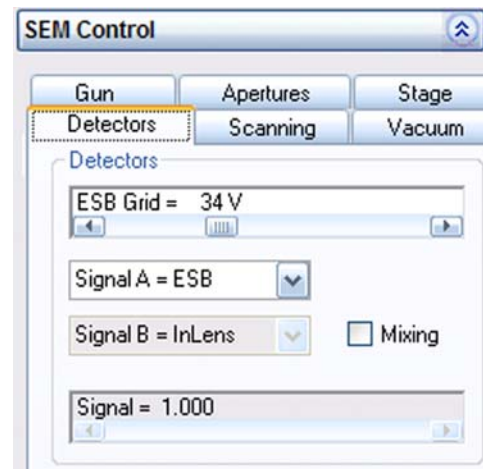 SEM Control
Gun Apertures Stage
Detectors Scanning Vacuum
Detectors
ESB Grid = 34 V
Signal A = ESB
Signal B = InLens Mixing
Signal = 1.000